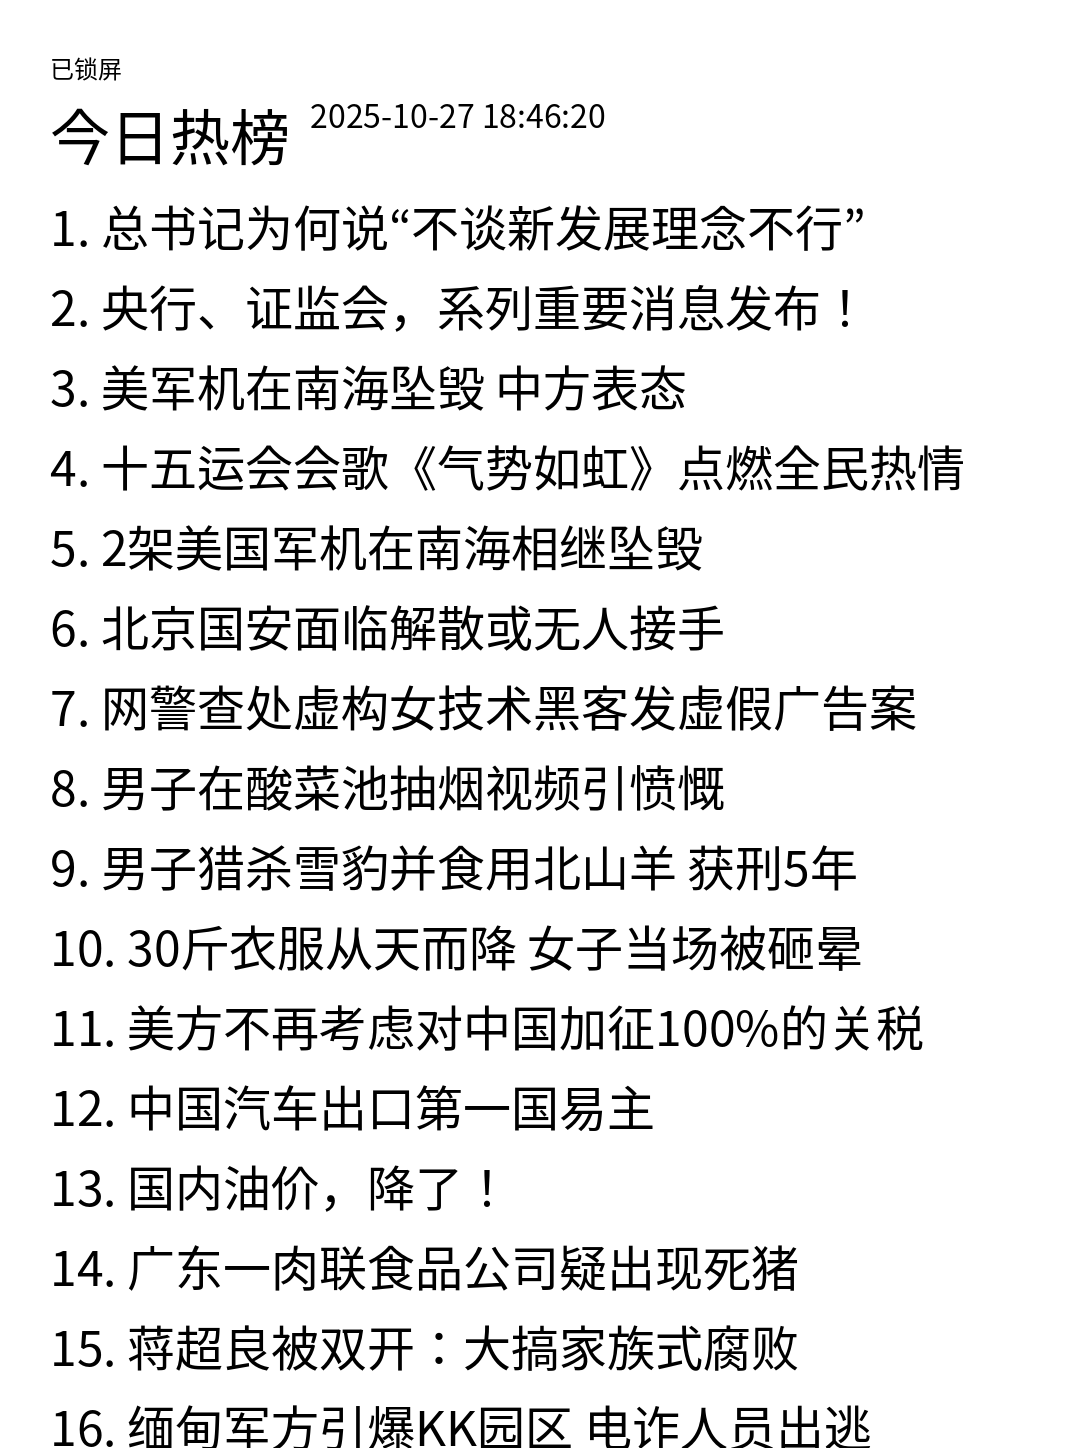 已锁屏
今日热榜 2025-10-27 18:46:20
1. 总书记为何说“不谈新发展理念不行”
2. 央行、证监会，系列重要消息发布！
3. 美军机在南海坠毁 中方表态
4. 十五运会会歌《气势如虹》点燃全民热情
5. 2架美国军机在南海相继坠毁
6. 北京国安面临解散或无人接手
7. 网警查处虚构女技术黑客发虚假广告案
8. 男子在酸菜池抽烟视频引愤慨
9. 男子猎杀雪豹并食用北山羊 获刑5年
10. 30斤衣服从天而降 女子当场被砸晕
11. 美方不再考虑对中国加征100%的关税
12. 中国汽车出口第一国易主
13. 国内油价，降了！
14. 广东一肉联食品公司疑出现死猪
15. 蒋超良被双开：大搞家族式腐败
16. 缅甸军方引爆KK园区 电诈人员出逃